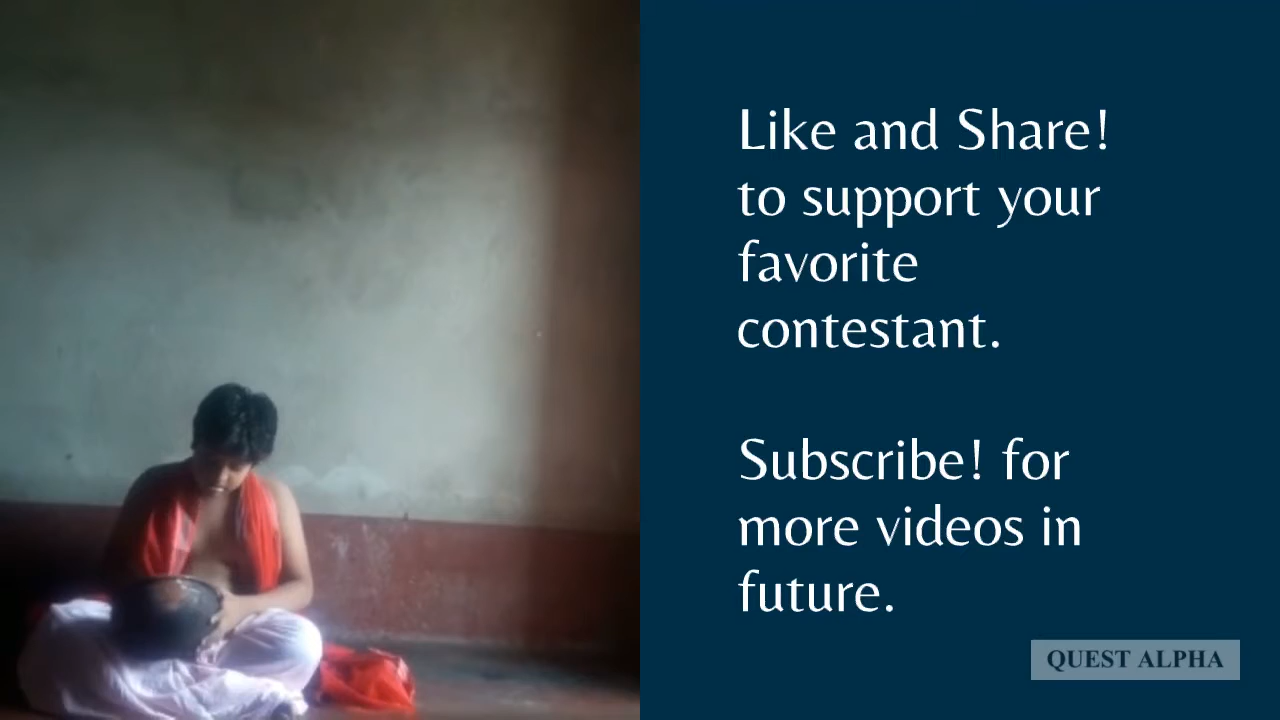 Like and Share!
to support your
favorite
contestant.
Subscribe! for
more videos in
future.
QUEST ALPHA